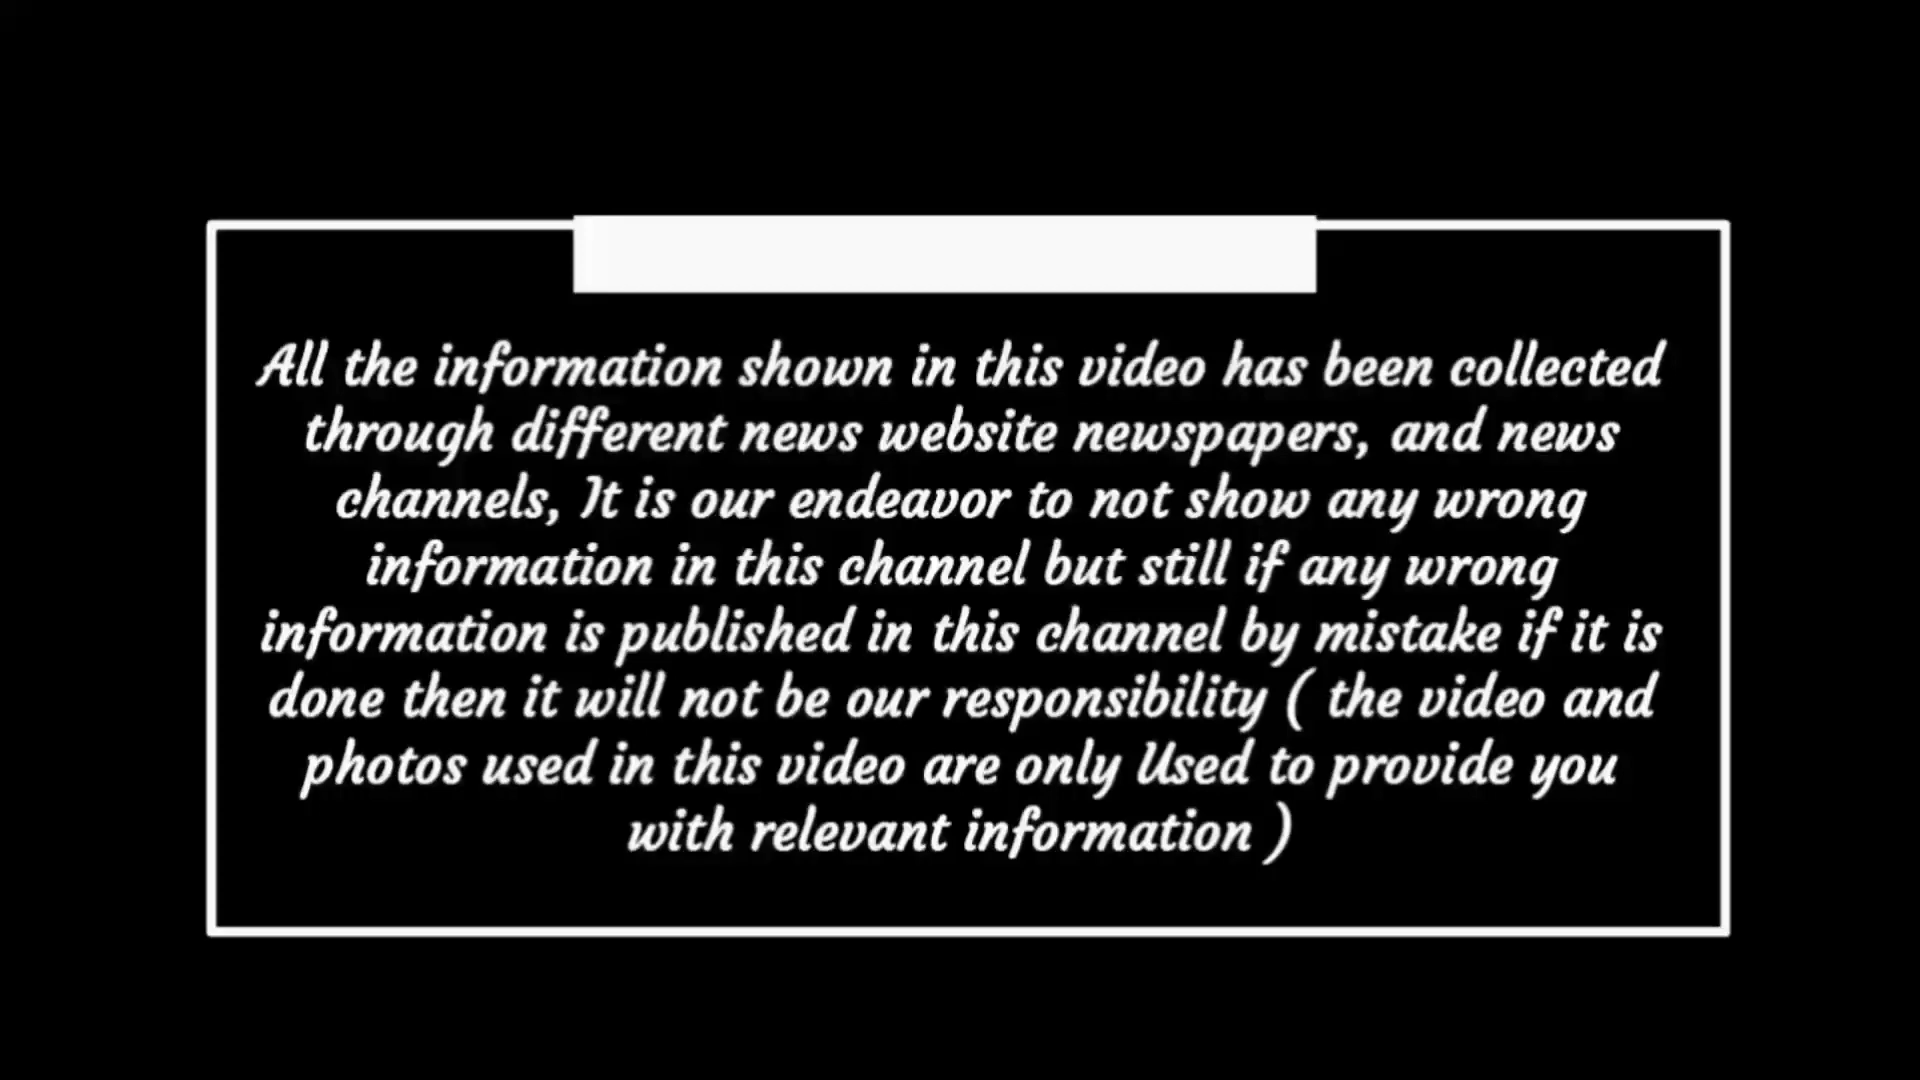 All the information shown in this video has been collected
through different news website newspapers, and news
channels, It is our endeavor to not show any wrong
information in this channel but still if any wrong
information is published in this channel by mistake if it is
done then it will not be our responsibility ( the video and
photos used in this video are only Used to provide you
with relevant information )